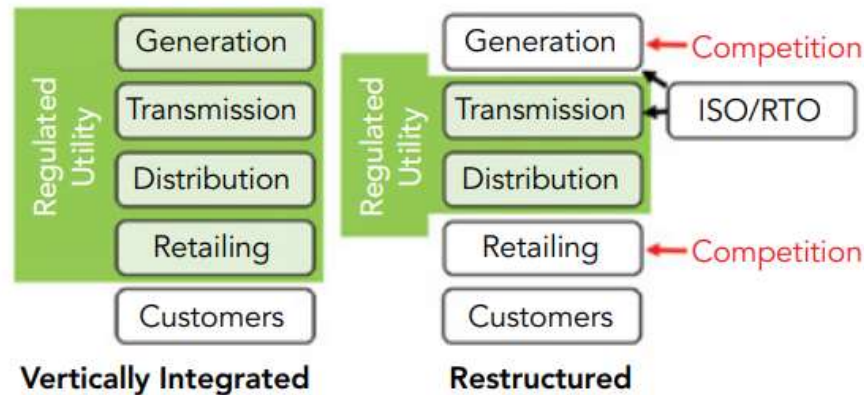 Regulated
Utility
Generation
Transmission
Distribution
Retailing
Customers
Vertically Integrated
Regulated
Utility
Generation
Transmission
Distribution
Retailing
Customers
Competition
ISO/RTO
Competition
Restructured